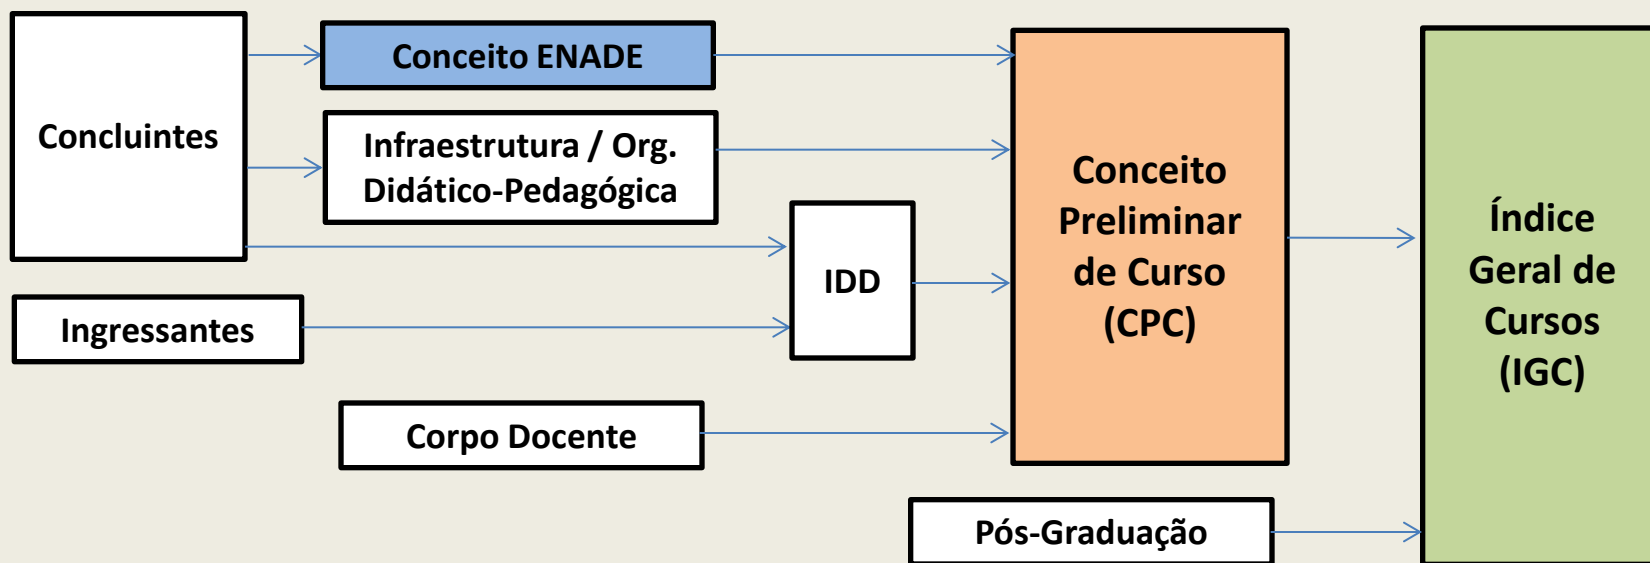 Concluintes
Conceito ENADE
Infraestrutura / Org.
Didático-Pedagógica
IDD
Ingressantes
Corpo Docente
Conceito
Preliminar
de Curso
(CPC)
Pós-Graduação
Índice
Geral de
Cursos
(IGC)